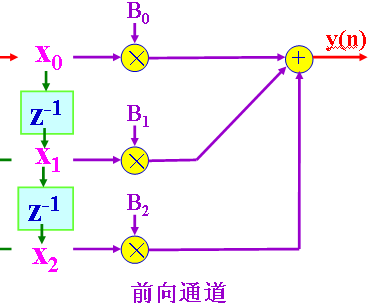 B₀
x₀ × + y(n)
z⁻¹
B₁
x₁ ×
z⁻¹
B₂
x₂ ×
前向通道